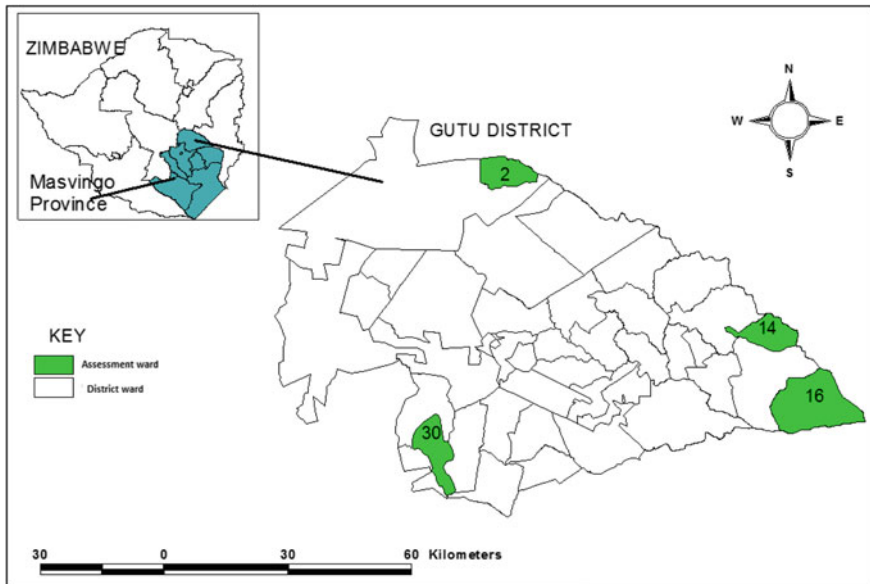 ZIMBABWE
Masvingo
Province
GUTU DISTRICT
N
W
E
S
2
14
16
30
KEY
Assessment ward
District ward
30 0 30 60 Kilometers